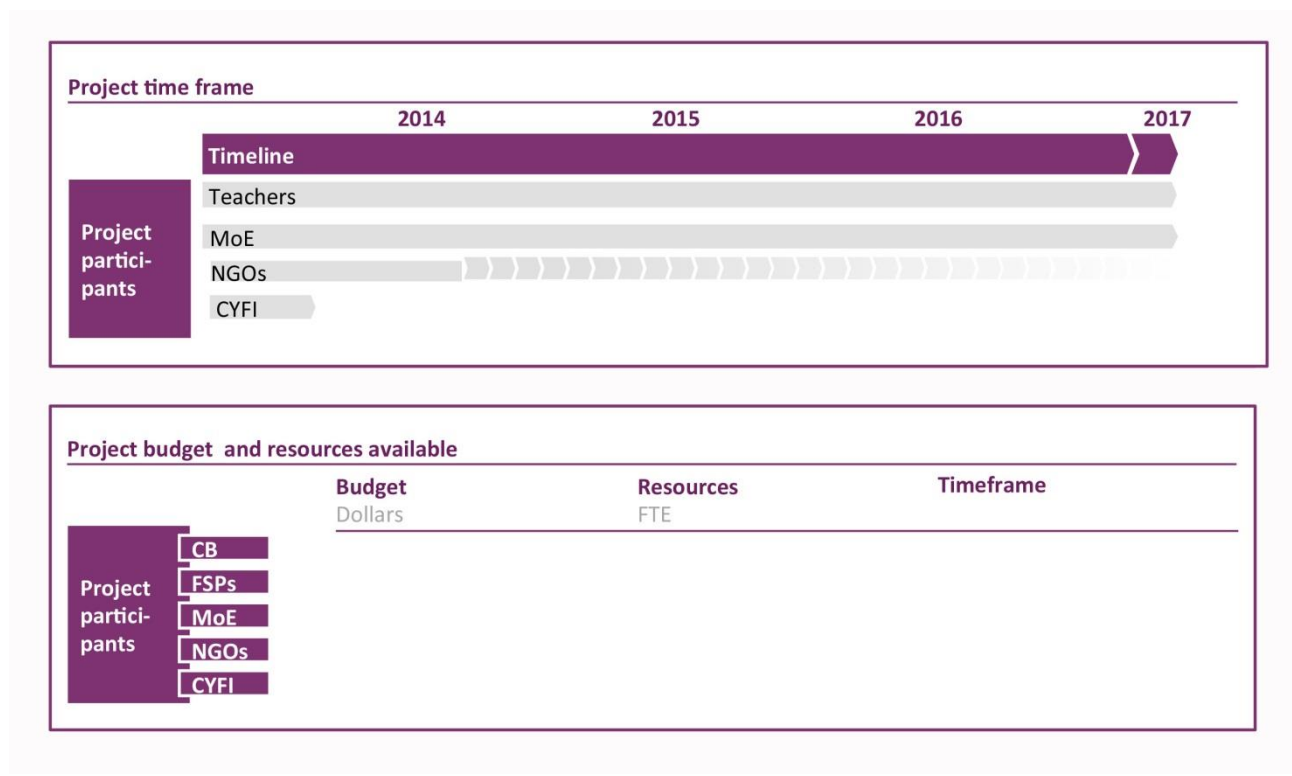 Project time frame
2014 2015 2016 2017
Timeline
Teachers
Project
partici-
pants
MoE
NGOs
CYFI
Project budget and resources available
Budget Resources Timeframe
Dollars FTE
Project
partici-
pants
CB
FSPs
MoE
NGOs
CYFI